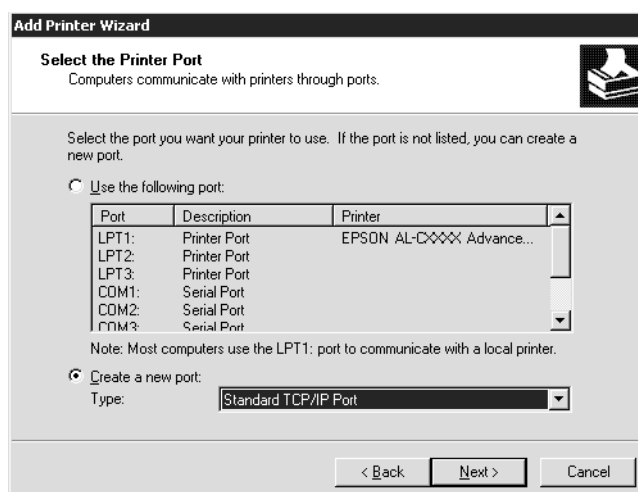 Add Printer Wizard
Select the Printer Port
Computers communicate with printers through ports.
Select the port you want your printer to use. If the port is not listed, you can create a
new port.
Use the following port:
Port Description Printer
LPT1: Printer Port EPSON AL-CXXXX Advance...
LPT2: Printer Port
LPT3: Printer Port
COM1: Serial Port
COM2: Serial Port
COM3: Serial Port
Note: Most computers use the LPT1: port to communicate with a local printer.
Create a new port:
Type: Standard TCP/IP Port
< Back Next > Cancel